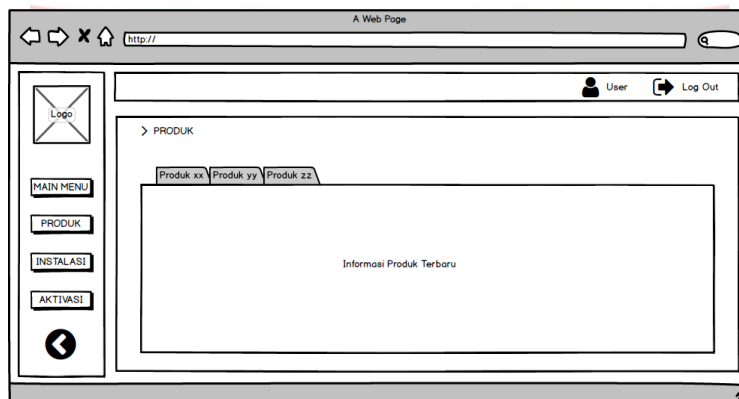 A Web Page
http://
User
Log Out
Logo
> PRODUK
Produk xx
Produk yy
Produk zz
MAIN MENU
PRODUK
INSTALASI
AKTIVASI
Informasi Produk Terbaru